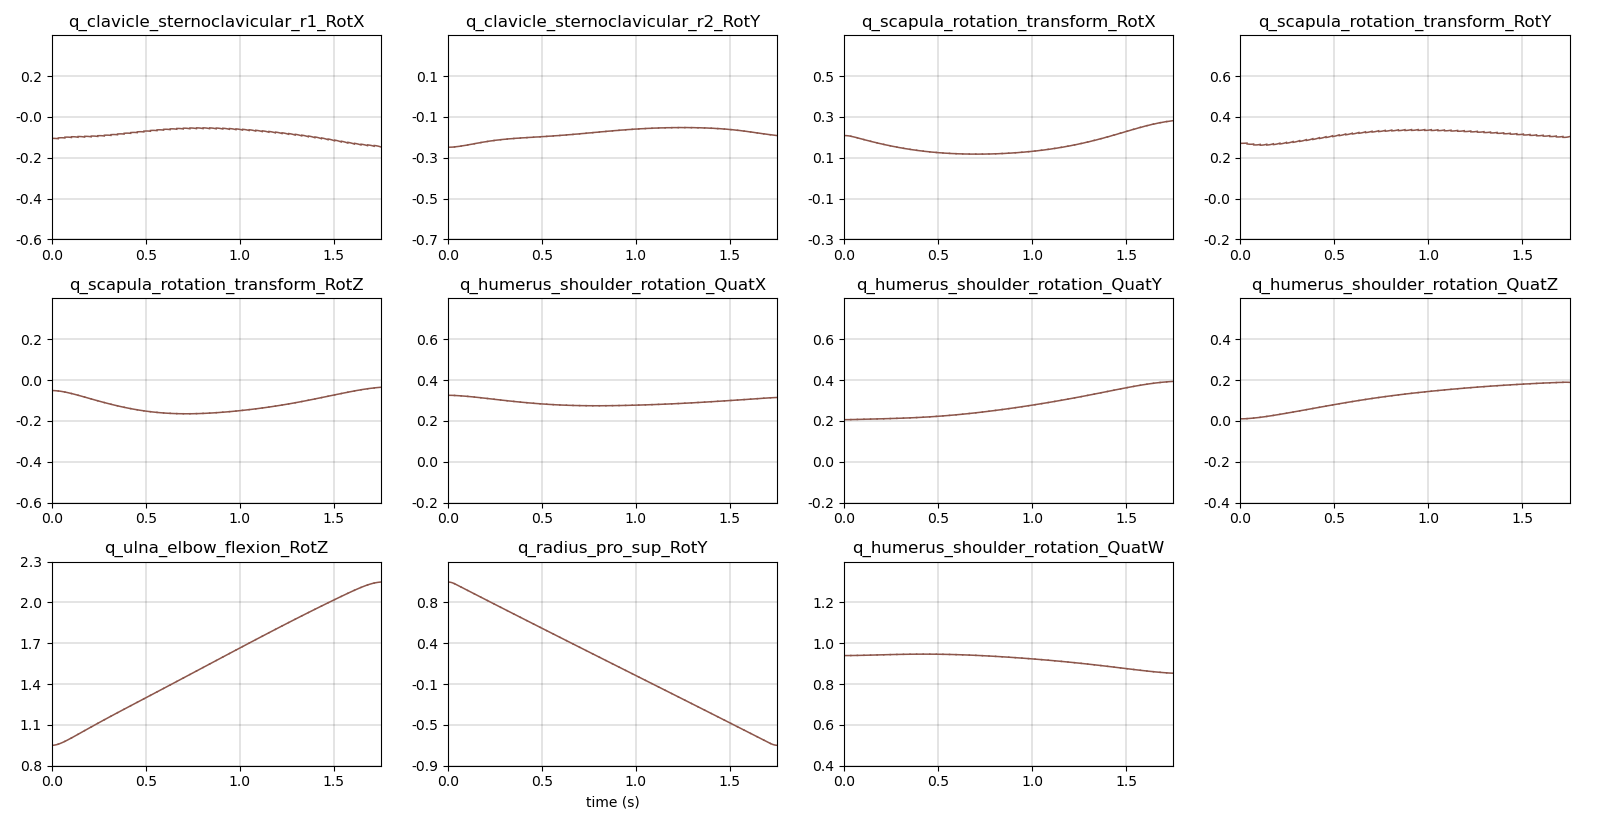 q_clavicle_sternoclavicular_r1_RotX
0.2
-0.0
-0.2
-0.4
-0.6
0.0 0.5 1.0 1.5
q_clavicle_sternoclavicular_r2_RotY
0.1
-0.1
-0.3
-0.5
-0.7
0.0 0.5 1.0 1.5
q_scapula_rotation_transform_RotX
0.5
0.3
0.1
-0.1
-0.3
0.0 0.5 1.0 1.5
q_scapula_rotation_transform_RotY
0.6
0.4
0.2
-0.0
-0.2
0.0 0.5 1.0 1.5
q_scapula_rotation_transform_RotZ
0.2
0.0
-0.2
-0.4
-0.6
0.0 0.5 1.0 1.5
q_humerus_shoulder_rotation_QuatX
0.6
0.4
0.2
0.0
-0.2
0.0 0.5 1.0 1.5
q_humerus_shoulder_rotation_QuatY
0.6
0.4
0.2
0.0
-0.2
0.0 0.5 1.0 1.5
q_humerus_shoulder_rotation_QuatZ
0.4
0.2
0.0
-0.2
-0.4
0.0 0.5 1.0 1.5
q_ulna_elbow_flexion_RotZ
2.3
2.0
1.7
1.4
1.1
0.8
0.0 0.5 1.0 1.5
q_radius_pro_sup_RotY
0.8
0.4
-0.1
-0.5
-0.9
0.0 0.5 1.0 1.5
time (s)
q_humerus_shoulder_rotation_QuatW
1.2
1.0
0.8
0.6
0.4
0.0 0.5 1.0 1.5